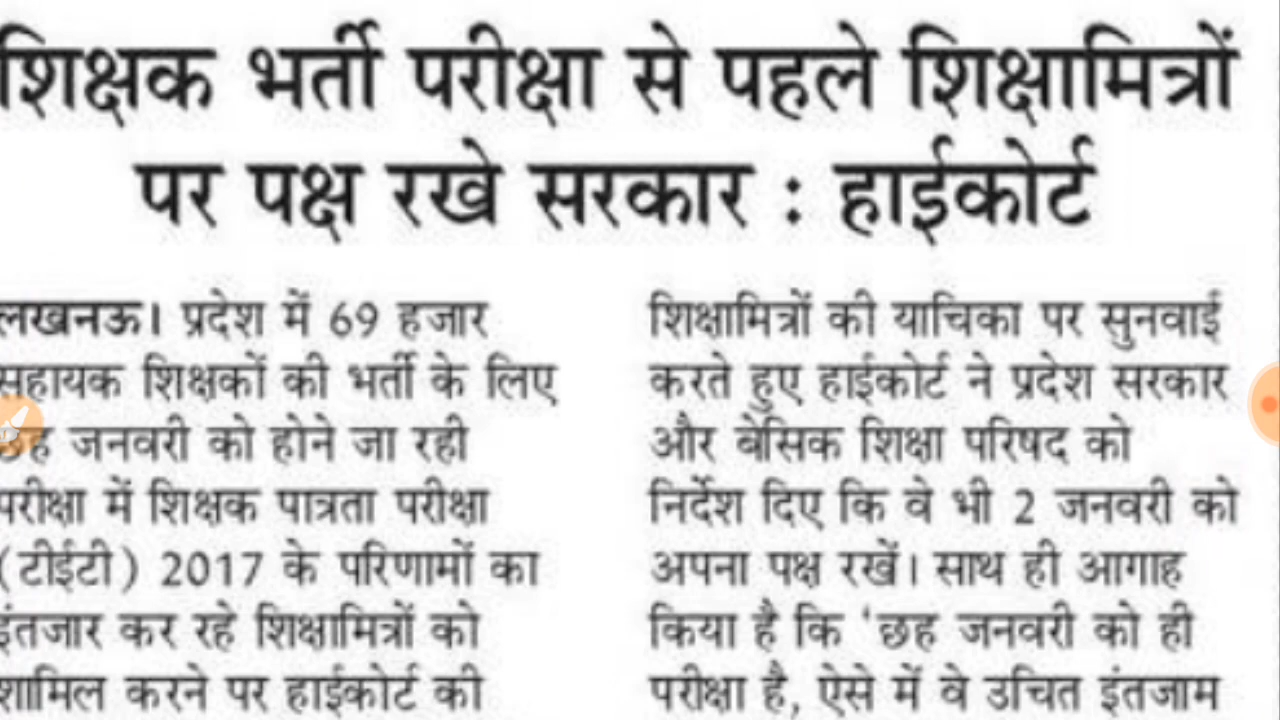 शिक्षक भर्ती परीक्षा से पहले शिक्षामित्रों
पर पक्ष रखे सरकार : हाईकोर्ट
लखनऊ। प्रदेश में 69 हजार
सहायक शिक्षकों की भर्ती के लिए
छह जनवरी को होने जा रही
परीक्षा में शिक्षक पात्रता परीक्षा
(टीईटी) 2017 के परिणामों का
इंतजार कर रहे शिक्षामित्रों को
शामिल करने पर हाईकोर्ट की
शिक्षामित्रों की याचिका पर सुनवाई
करते हुए हाईकोर्ट ने प्रदेश सरकार
और बेसिक शिक्षा परिषद को
निर्देश दिए कि वे भी 2 जनवरी को
अपना पक्ष रखें। साथ ही आगाह
किया है कि ‘छह जनवरी को ही
परीक्षा है, ऐसे में वे उचित इंतजाम